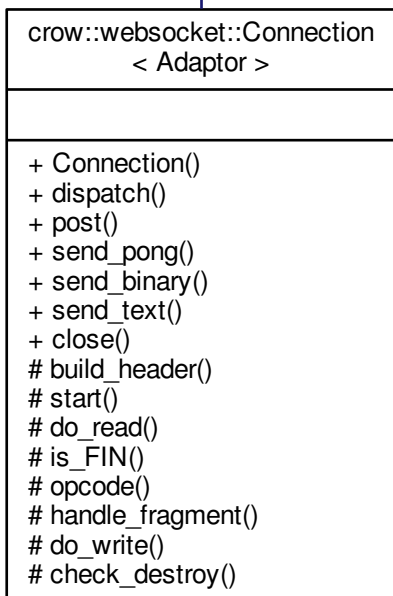 crow::websocket::Connection
< Adaptor >
+ Connection()
+ dispatch()
+ post()
+ send_pong()
+ send_binary()
+ send_text()
+ close()
# build_header()
# start()
# do_read()
# is_FIN()
# opcode()
# handle_fragment()
# do_write()
# check_destroy()